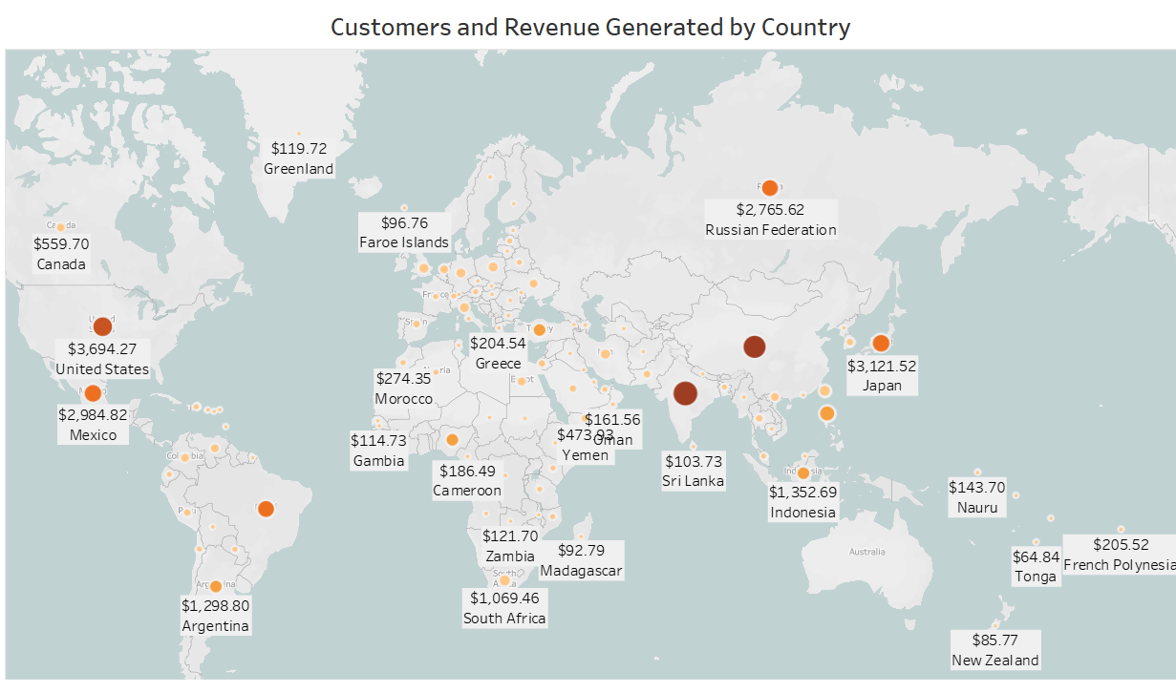 Customers and Revenue Generated by Country
$119.72
Greenland
$96.76
Faroe Islands
$2,765.62
Russian Federation
$559.70
Canada
$3,694.27
United States
$204.54
Greece
$3,121.52
Japan
$274.35
Morocco
$2,984.82
Mexico
$161.56
Oman
$473.93
Yemen
$114.73
Gambia
$186.49
Cameroon
$103.73
Sri Lanka
$1,352.69
Indonesia
$143.70
Nauru
$121.70
Zambia
$92.79
Madagascar
$64.84
Tonga
$205.52
French Polynesia
Australia
$1,069.46
South Africa
$1,298.80
Argentina
$85.77
New Zealand